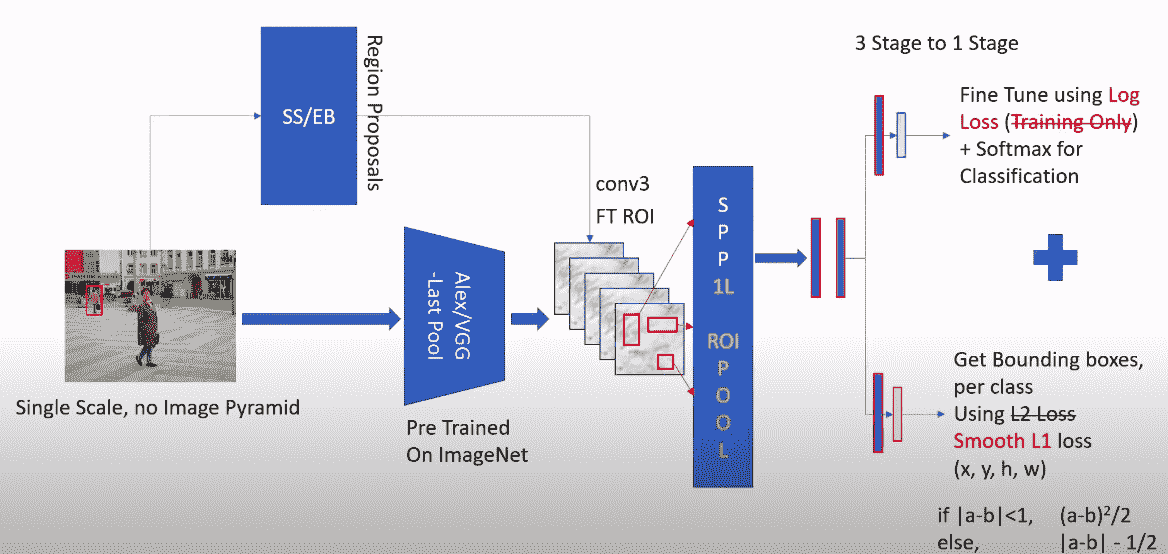 3 Stage to 1 Stage
SS/EB
Region Proposals
Fine Tune using Log
Loss (Training Only)
+ Softmax for
Classification
conv3
FT ROI
Alex/VGG
-Last Pool
S
P
P
1L
ROI
P
O
O
L
Single Scale, no Image Pyramid
Pre Trained
On ImageNet
Get Bounding boxes,
per class
Using L2 Loss
Smooth L1 loss
(x, y, h, w)
if |a-b|<1, (a-b)²/2
else, |a-b| - 1/2